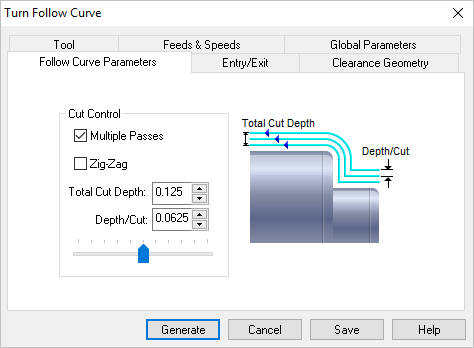 Turn Follow Curve
Tool
Feeds & Speeds
Global Parameters
Follow Curve Parameters
Entry/Exit
Clearance Geometry
Cut Control
Multiple Passes
Zig-Zag
Total Cut Depth: 0.125
Depth/Cut: 0.0625
Total Cut Depth
Depth/Cut
Generate
Cancel
Save
Help